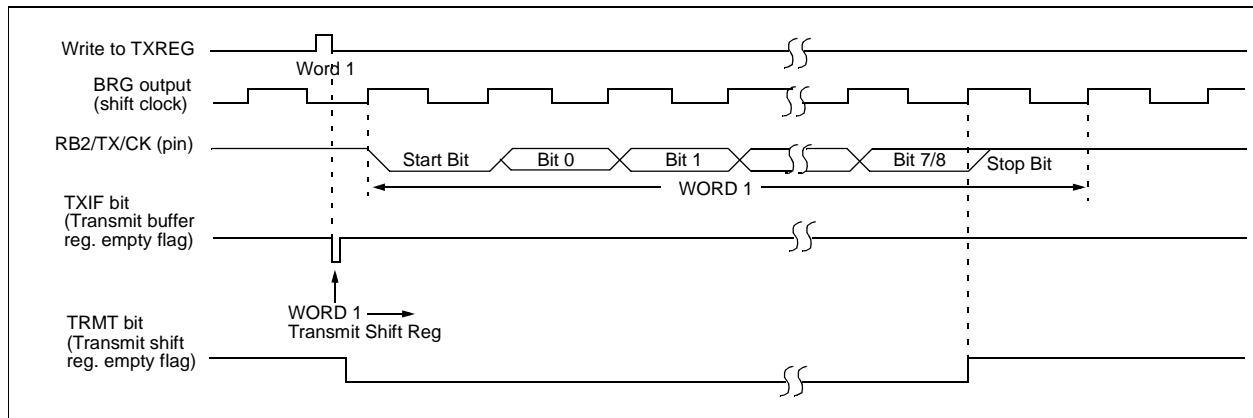 Write to TXREG
Word 1
BRG output
(shift clock)
RB2/TX/CK (pin)
Start Bit
Bit 0
Bit 1
Bit 7/8
Stop Bit
WORD 1
TXIF bit
(Transmit buffer
reg. empty flag)
WORD 1
Transmit Shift Reg
TRMT bit
(Transmit shift
reg. empty flag)